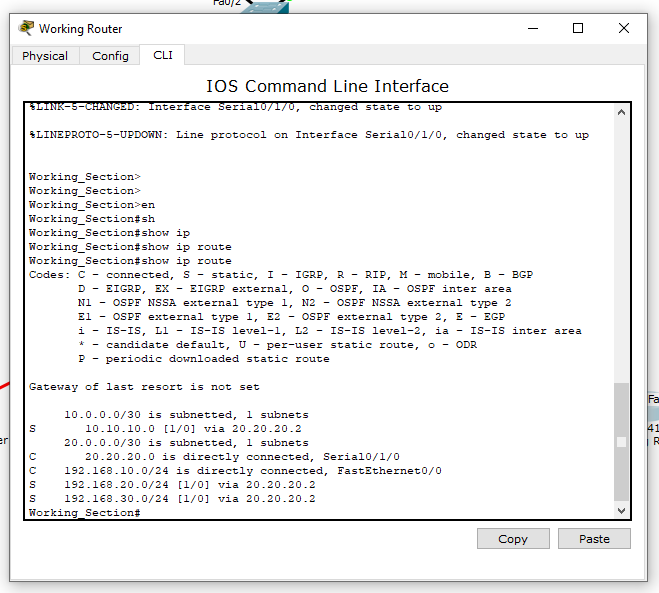 Fa0/2
Working Router
Physical Config CLI
IOS Command Line Interface
%LINK-5-CHANGED: Interface Serial0/1/0, changed state to up
%LINEPROTO-5-UPDOWN: Line protocol on Interface Serial0/1/0, changed state to up
Working_Section>
Working_Section>
Working_Section>en
Working_Section#sh
Working_Section#show ip
Working_Section#show ip route
Working_Section#show ip route
Codes: C - connected, S - static, I - IGRP, R - RIP, M - mobile, B - BGP
D - EIGRP, EX - EIGRP external, O - OSPF, IA - OSPF inter area
N1 - OSPF NSSA external type 1, N2 - OSPF NSSA external type 2
E1 - OSPF external type 1, E2 - OSPF external type 2, E - EGP
i - IS-IS, L1 - IS-IS level-1, L2 - IS-IS level-2, ia - IS-IS inter area
* - candidate default, U - per-user static route, o - ODR
P - periodic downloaded static route
Gateway of last resort is not set
10.0.0.0/30 is subnetted, 1 subnets
S 10.10.10.0 [1/0] via 20.20.20.2
20.0.0.0/30 is subnetted, 1 subnets
C 20.20.20.0 is directly connected, Serial0/1/0
C 192.168.10.0/24 is directly connected, FastEthernet0/0
S 192.168.20.0/24 [1/0] via 20.20.20.2
S 192.168.30.0/24 [1/0] via 20.20.20.2
Working_Section#
Copy Paste
Fa
41
R
er